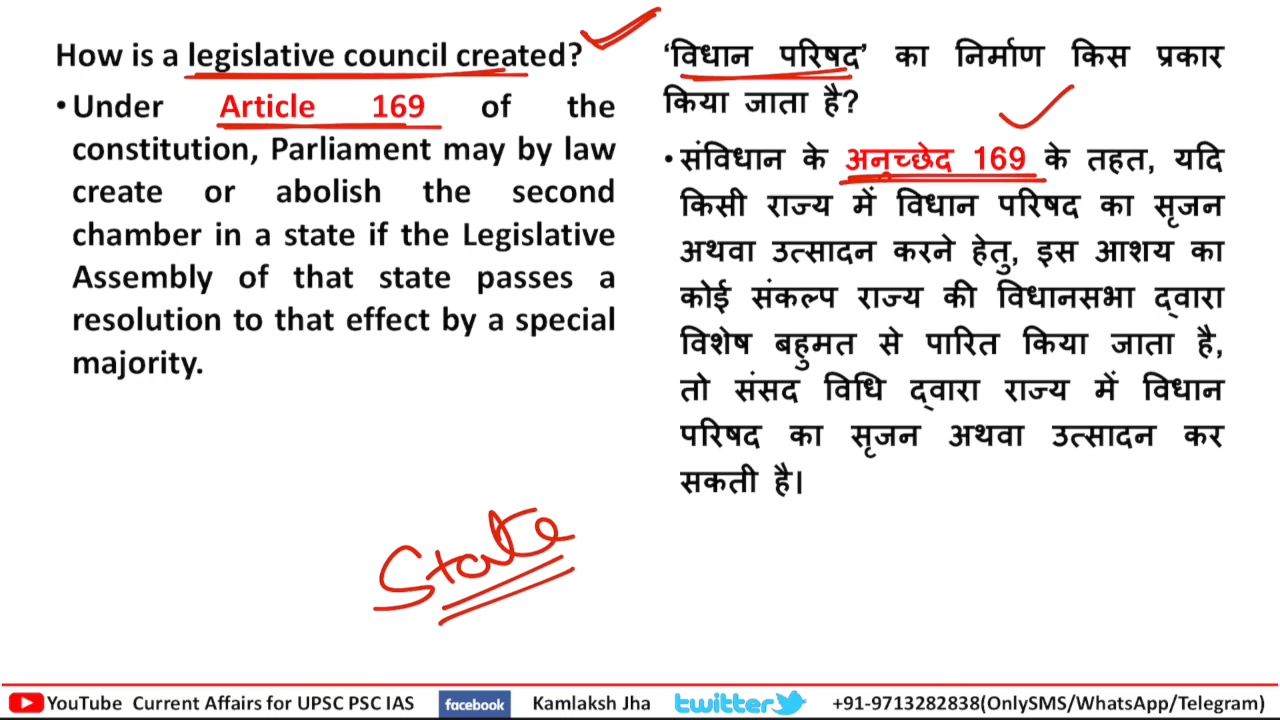 How is a legislative council created?
• Under Article 169 of the
constitution, Parliament may by law
create or abolish the second
chamber in a state if the Legislative
Assembly of that state passes a
resolution to that effect by a special
majority.
‘विधान परिषद’ का निर्माण किस प्रकार
किया जाता है?
• संविधान के अनुच्छेद 169 के तहत, यदि
किसी राज्य में विधान परिषद का सृजन
अथवा उत्सादन करने हेतु, इस आशय का
कोई संकल्प राज्य की विधानसभा द्वारा
विशेष बहुमत से पारित किया जाता है,
तो संसद विधि द्वारा राज्य में विधान
परिषद का सृजन अथवा उत्सादन कर
सकती है।
State
YouTube Current Affairs for UPSC PSC IAS facebook Kamlaksh Jha twitter +91-9713282838(OnlySMS/WhatsApp/Telegram)